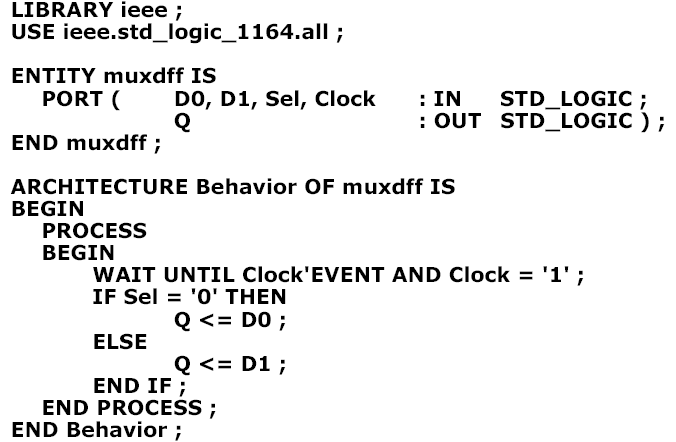 LIBRARY ieee ;
USE ieee.std_logic_1164.all ;
ENTITY muxdff IS
PORT ( D0, D1, Sel, Clock : IN STD_LOGIC ;
Q : OUT STD_LOGIC ) ;
END muxdff ;
ARCHITECTURE Behavior OF muxdff IS
BEGIN
PROCESS
BEGIN
WAIT UNTIL Clock'EVENT AND Clock = '1' ;
IF Sel = '0' THEN
Q <= D0 ;
ELSE
Q <= D1 ;
END IF ;
END PROCESS ;
END Behavior ;